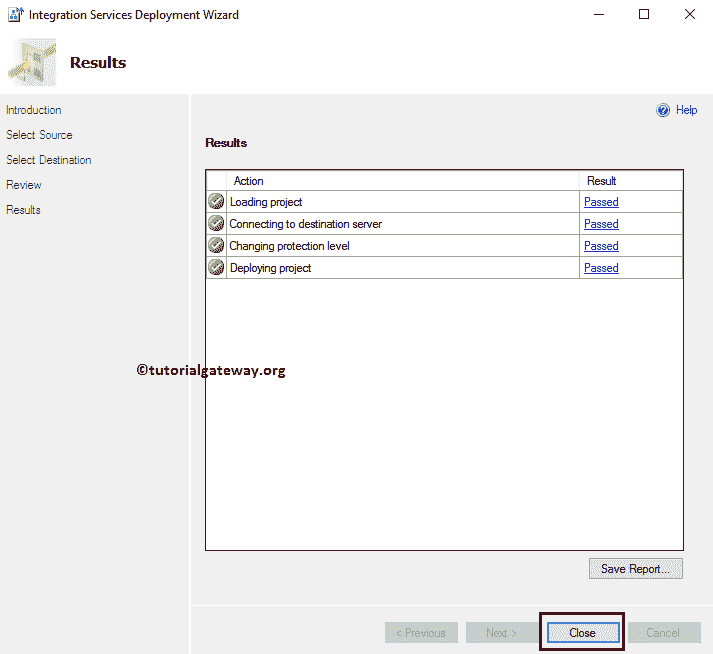 Integration Services Deployment Wizard
Results
Introduction
Select Source
Select Destination
Review
Results
Help
Results
Action Result
Loading project Passed
Connecting to destination server Passed
Changing protection level Passed
Deploying project Passed
©tutorialgateway.org
Save Report...
< Previous Next > Close Cancel